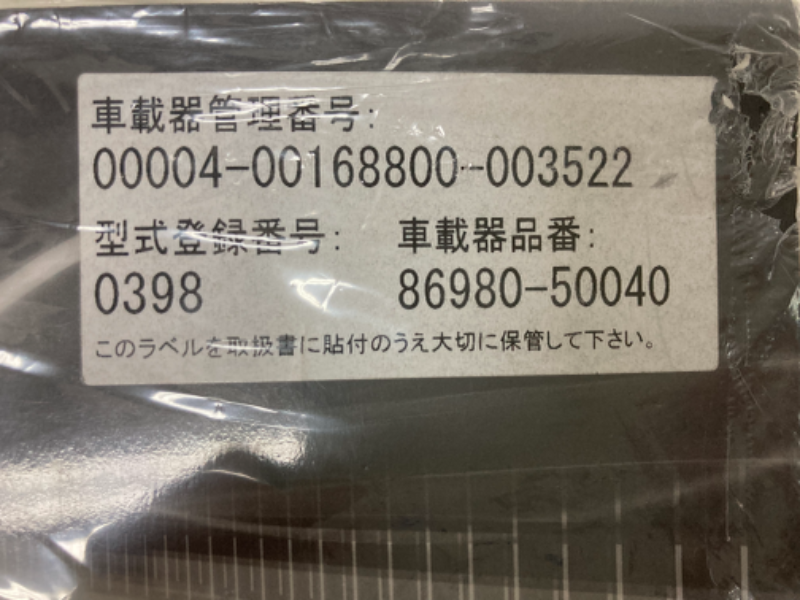 車載器管理番号:
00004-00168800-003522
型式登録番号: 車載器品番:
0398 86980-50040
このラベルを取扱書に貼付のうえ大切に保管して下さい。